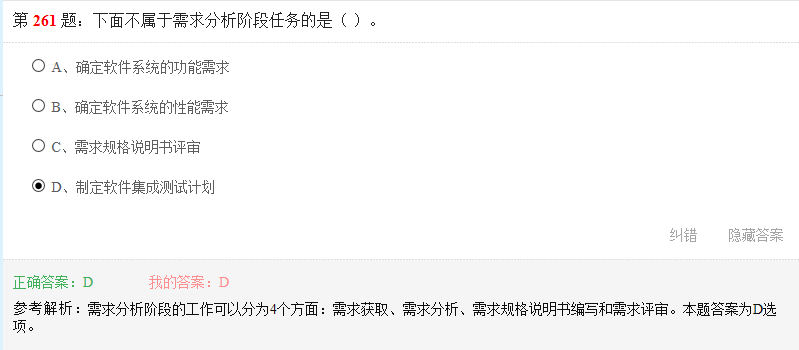 第 261 题：下面不属于需求分析阶段任务的是（ ）。
A、确定软件系统的功能需求
B、确定软件系统的性能需求
C、需求规格说明书评审
D、制定软件集成测试计划
纠错 隐藏答案
正确答案：D 我的答案：D
参考解析：需求分析阶段的工作可以分为4个方面：需求获取、需求分析、需求规格说明书编写和需求评审。本题答案为D选
项。